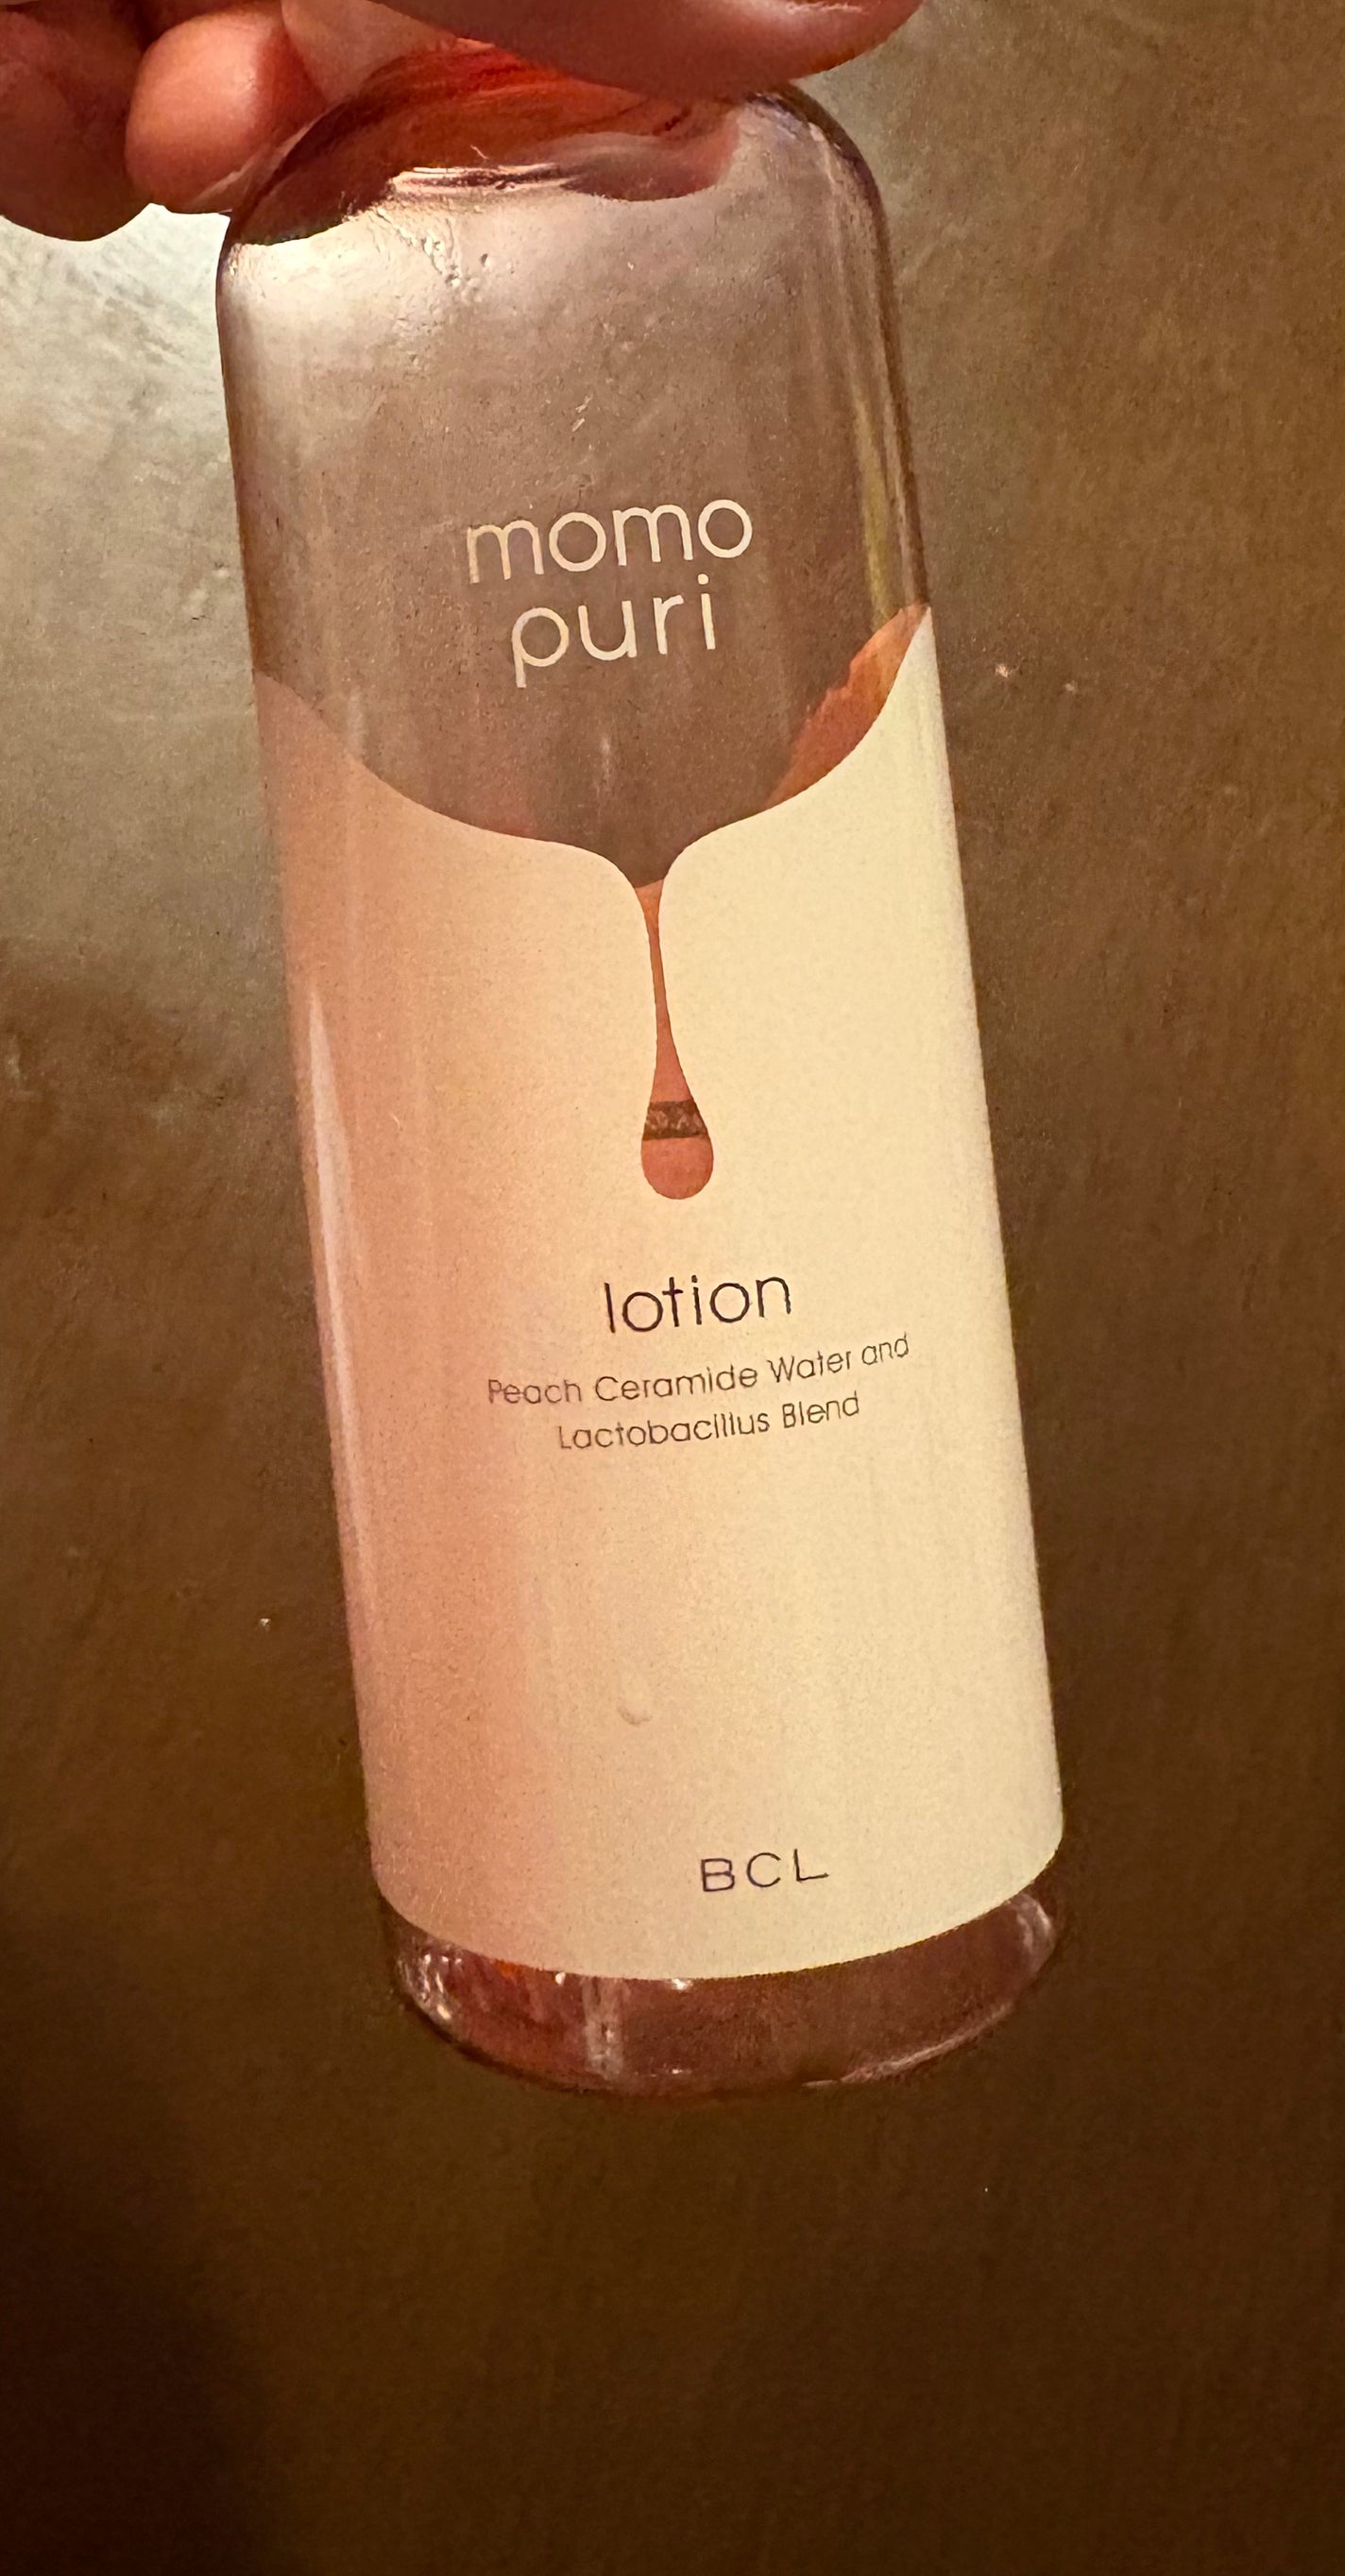 momo
puri
lotion
Peach Ceramide Water and
Lactobacillus Blend
BCL